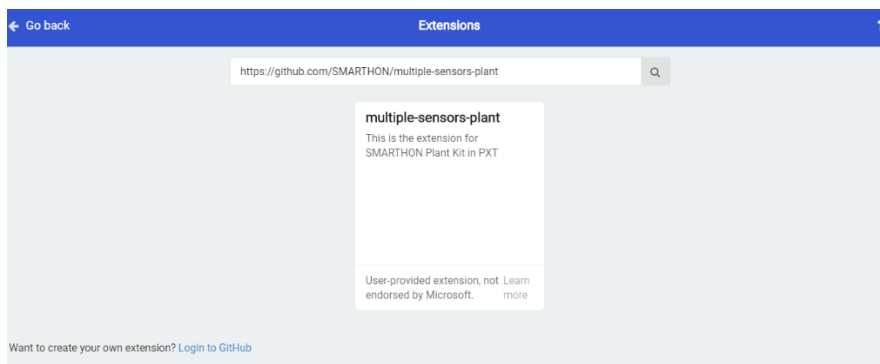 Go back
Extensions
https://github.com/SMARTHON/multiple-sensors-plant
multiple-sensors-plant
This is the extension for
SMARTHON Plant Kit in PXT
User-provided extension, not
endorsed by Microsoft.
Learn
more
Want to create your own extension? Login to GitHub